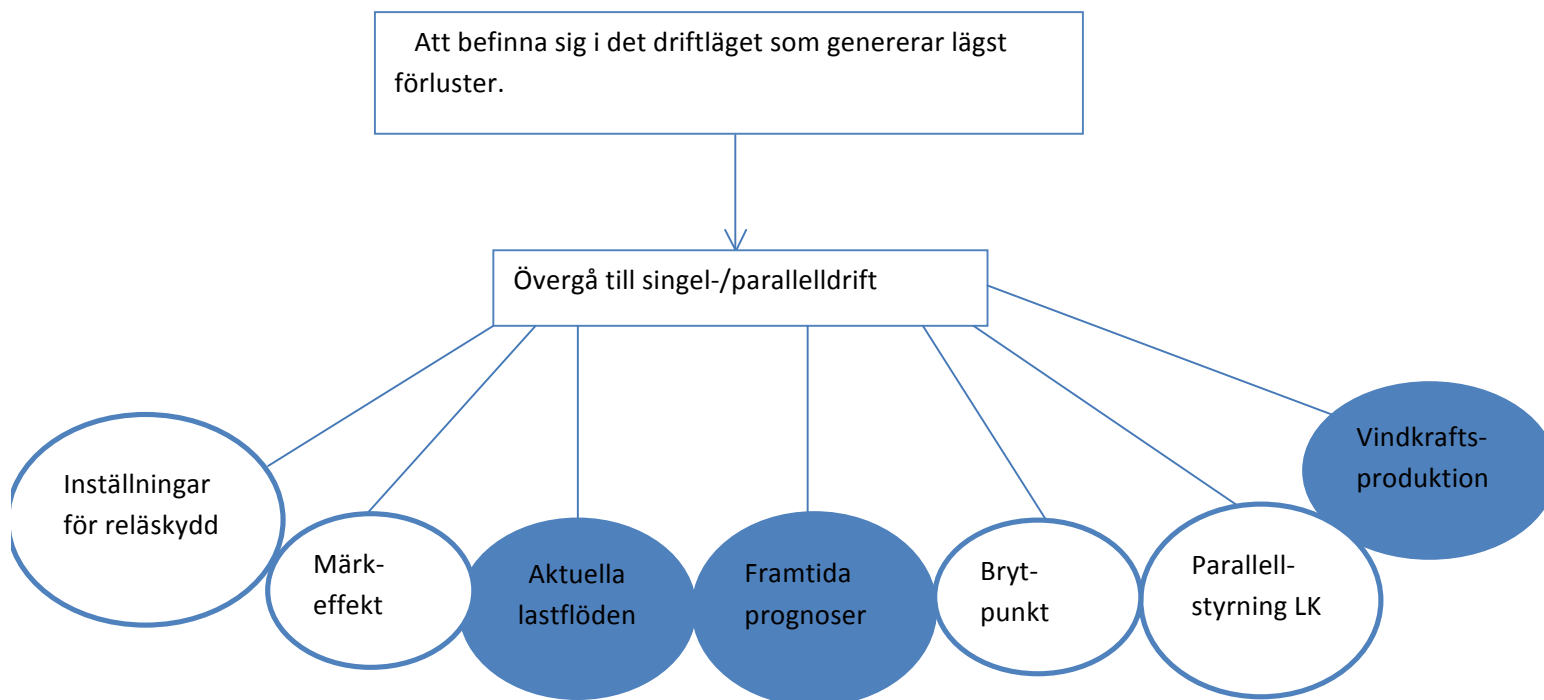 Att befinna sig i det driftläget som genererar lägst
förluster.
Övergå till singel-/parallelldrift
Inställningar
för reläskydd
Märk-
effekt
Aktuella
lastflöden
Framtida
prognoser
Bryt-
punkt
Parallell-
styrning LK
Vindkrafts-
produktion